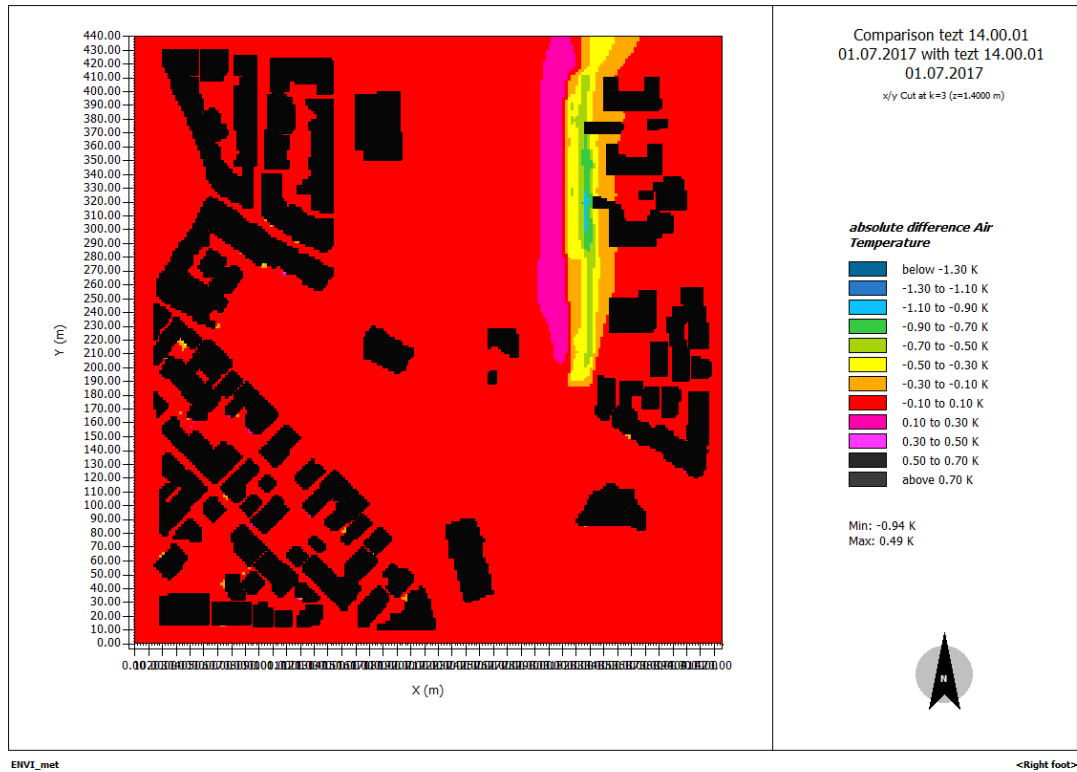 Comparison tezt 14.00.01
01.07.2017 with tezt 14.00.01
01.07.2017
x/y Cut at k=3 (z=1.4000 m)
440.00
430.00
420.00
410.00
400.00
390.00
380.00
370.00
360.00
350.00
340.00
330.00
320.00
310.00
300.00
290.00
280.00
270.00
260.00
250.00
240.00
230.00
220.00
210.00
200.00
190.00
180.00
170.00
160.00
150.00
140.00
130.00
120.00
110.00
100.00
90.00
80.00
70.00
60.00
50.00
40.00
30.00
20.00
10.00
0.00
Y (m)
X (m)
absolute difference Air
Temperature
below -1.30 K
-1.30 to -1.10 K
-1.10 to -0.90 K
-0.90 to -0.70 K
-0.70 to -0.50 K
-0.50 to -0.30 K
-0.30 to -0.10 K
-0.10 to 0.10 K
0.10 to 0.30 K
0.30 to 0.50 K
0.50 to 0.70 K
above 0.70 K
Min: -0.94 K
Max: 0.49 K
N
ENVI_met
<Right foot>